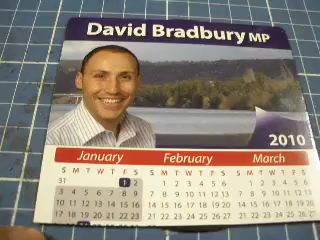 David Bradbury MP
2010
January February March
S M T W T F S S M T W T F S S M T W T F S
31 1 2 1 2 3 4 5 6 1 2 3 4 5 6
3 4 5 6 7 8 9 7 8 9 10 11 12 13 7 8 9 10 11 12 13
10 11 12 13 14 15 16 14 15 16 17 18 19 20 14 15 16 17 18 19 20
17 18 19 20 21 22 23 21 22 23 24 25 26 27 21 22 23 24 25 26 27